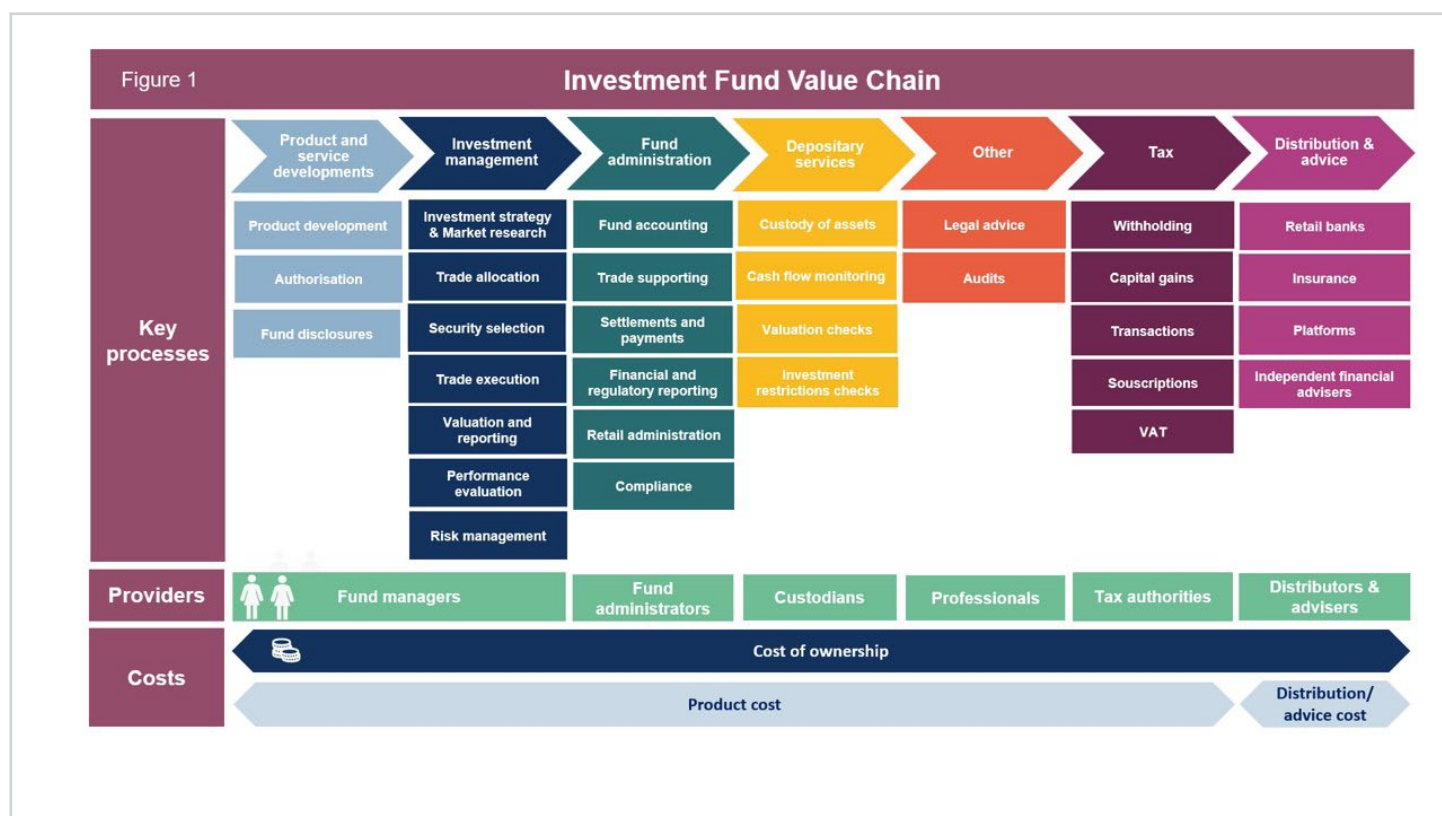 Figure 1
Investment Fund Value Chain
Key
processes
Product and
service
developments
Investment
management
Fund
administration
Depositary
services
Other
Tax
Distribution &
advice
Product development
Authorisation
Fund disclosures
Investment strategy
& Market research
Trade allocation
Security selection
Trade execution
Valuation and
reporting
Performance
evaluation
Risk management
Fund accounting
Trade supporting
Settlements and
payments
Financial and
regulatory reporting
Retail administration
Compliance
Custody of assets
Cash flow monitoring
Valuation checks
Investment
restrictions checks
Legal advice
Audits
Withholding
Capital gains
Transactions
Souscriptions
VAT
Retail banks
Insurance
Platforms
Independent financial
advisers
Providers
Fund managers
Fund
administrators
Custodians
Professionals
Tax authorities
Distributors &
advisers
Costs
Cost of ownership
Product cost
Distribution/
advice cost